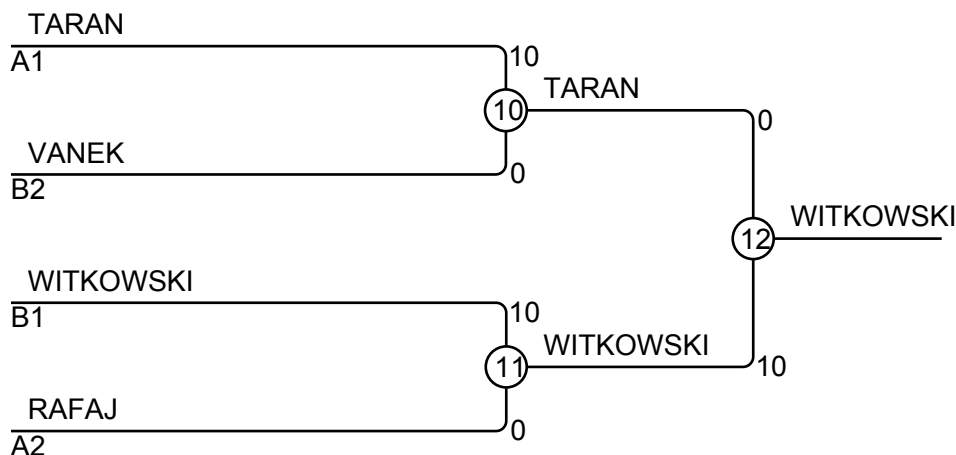 TARAN
A1
10
10
TARAN
0
VANEK
B2
0
12
WITKOWSKI
WITKOWSKI
B1
10
11
WITKOWSKI
10
RAFAJ
A2
0